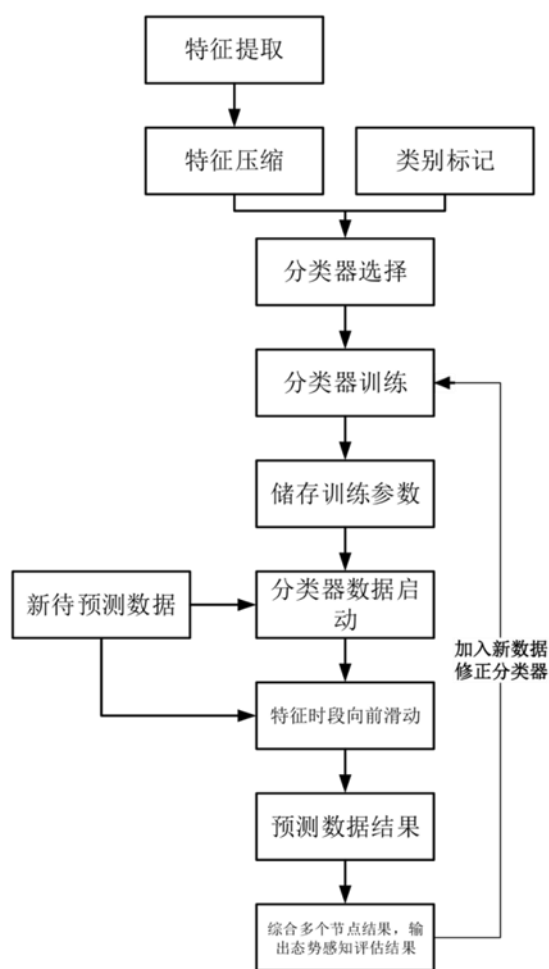 特征提取
特征压缩
类别标记
分类器选择
分类器训练
储存训练参数
新待预测数据
分类器数据启
动
加入新数据
修正分类器
特征时段向前滑动
预测数据结果
综合多个节点结果，输
出态势感知评估结果